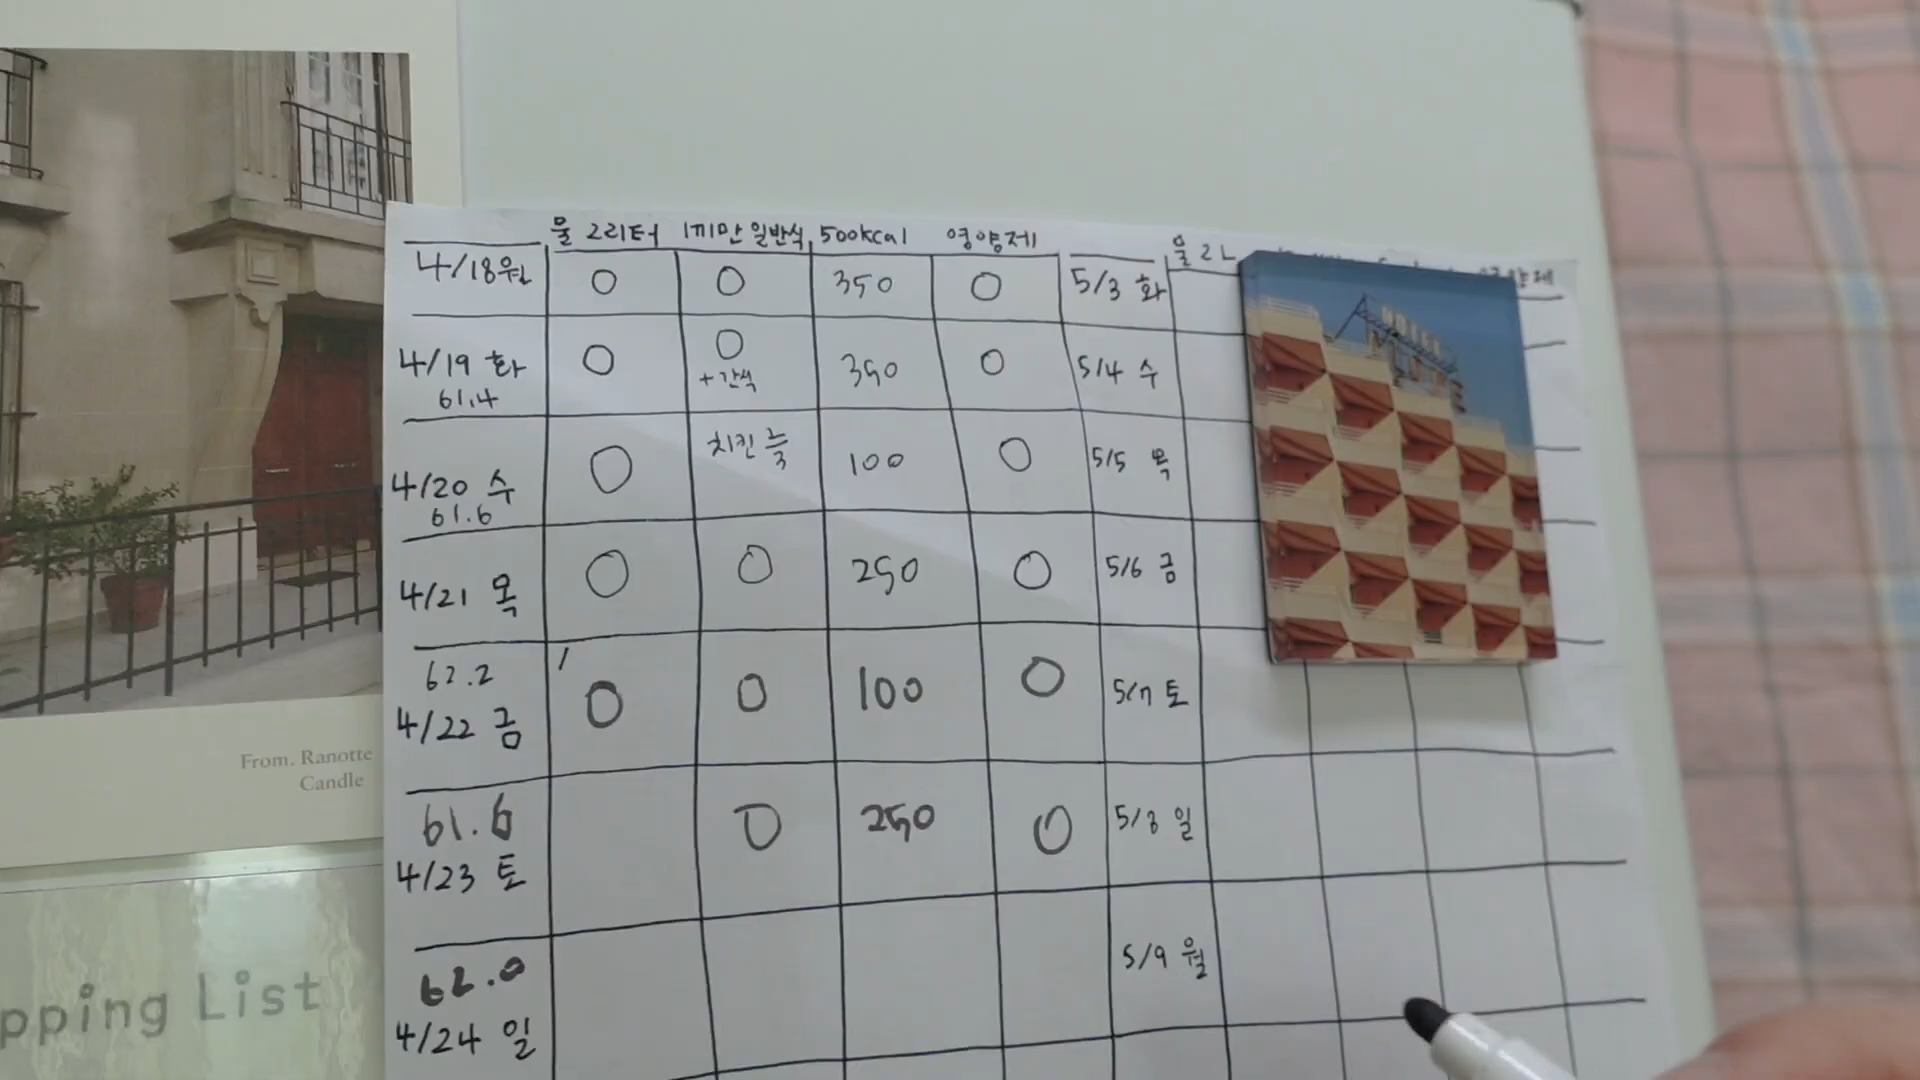 물 2리터 1끼만 일반식 500kcal 영양제
물 2L
4/18 월 350 5/3 화
4/19 화 61.4 +간식 350 5/4 수
4/20 수 61.6 치킨 100 5/5 목
4/21 목 250 5/6 금
62.2
4/22 금 100 5/7 토
61.6
4/23 토 250 5/8 일
62.0
4/24 일 5/9 월
From. Ranotte
Candle
pping List
HOTEL